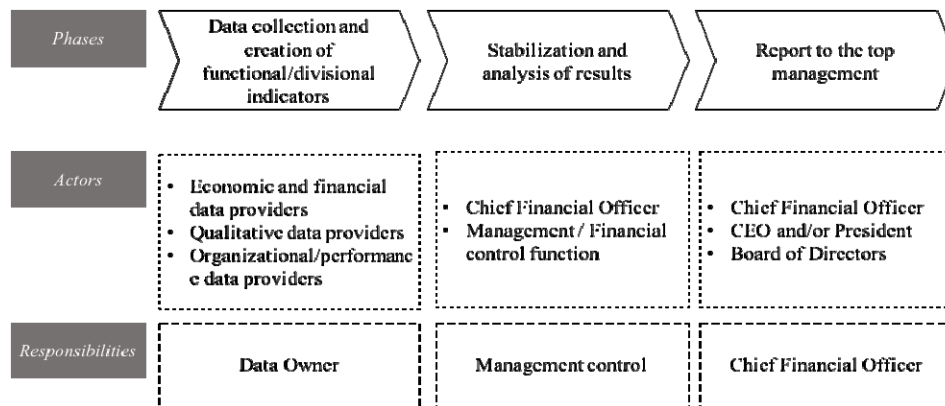 Phases
Data collection and
creation of
functional/divisional
indicators
Stabilization and
analysis of results
Report to the top
management
Actors
• Economic and financial
data providers
• Qualitative data providers
• Organizational/performanc
e data providers
▪ Chief Financial Officer
▪ Management / Financial
control function
• Chief Financial Officer
• CEO and/or President
• Board of Directors
Responsibilities
Data Owner
Management control
Chief Financial Officer